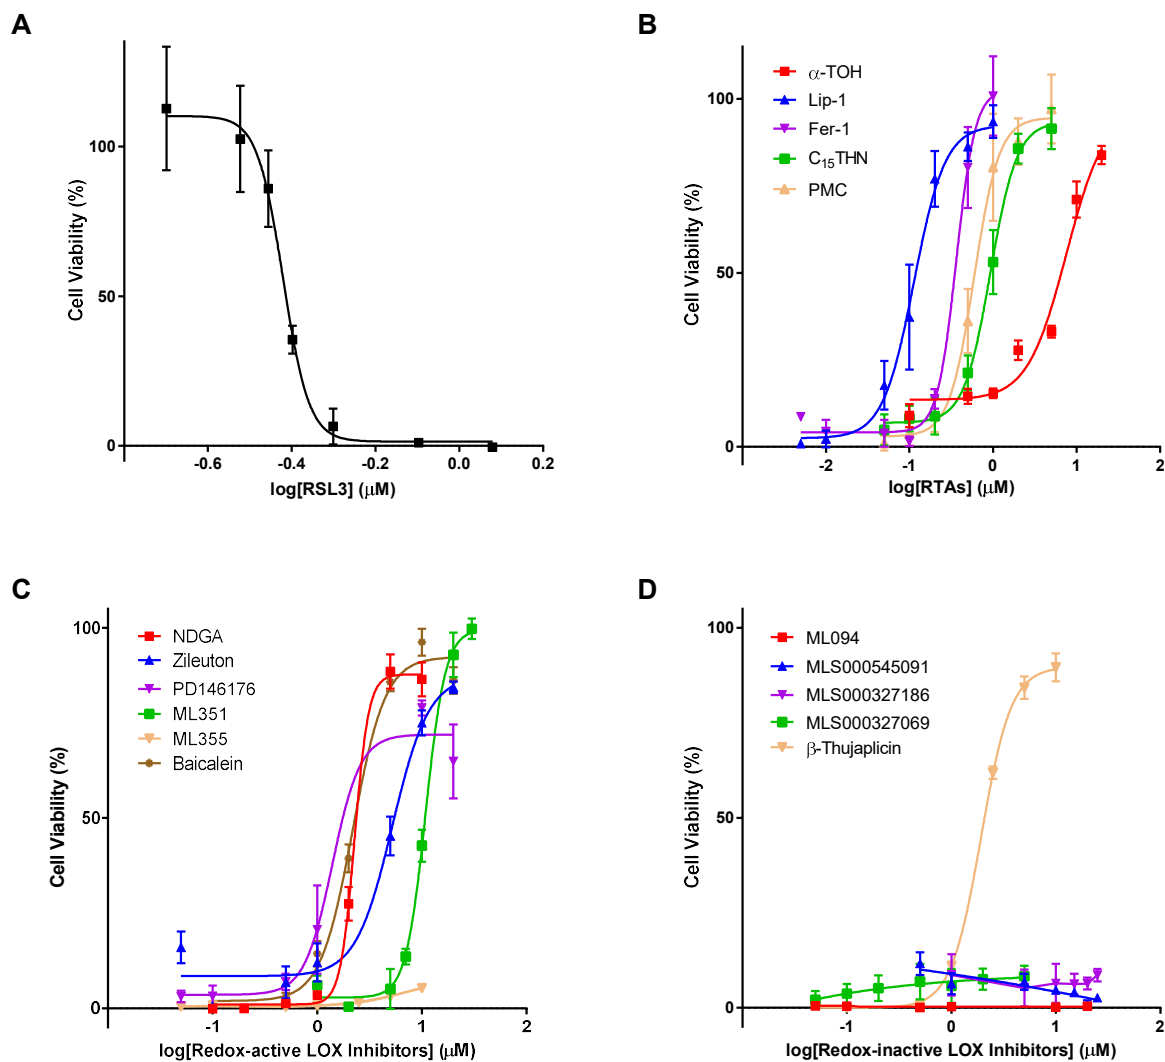 A
Cell Viability (%)
100
50
0
-0.6
-0.4
-0.2
0.0
0.2
log[RSL3] (μM)
B
Cell Viability (%)
100
50
0
α-TOH
Lip-1
Fer-1
C15THN
PMC
-2
-1
0
1
2
log[RTAs] (μM)
C
Cell Viability (%)
100
50
0
NDGA
Zileuton
PD146176
ML351
ML355
Baicalein
-1
0
1
2
log[Redox-active LOX Inhibitors] (μM)
D
Cell Viability (%)
100
50
0
ML094
MLS000545091
MLS000327186
MLS000327069
β-Thujaplicin
-1
0
1
2
log[Redox-inactive LOX Inhibitors] (μM)